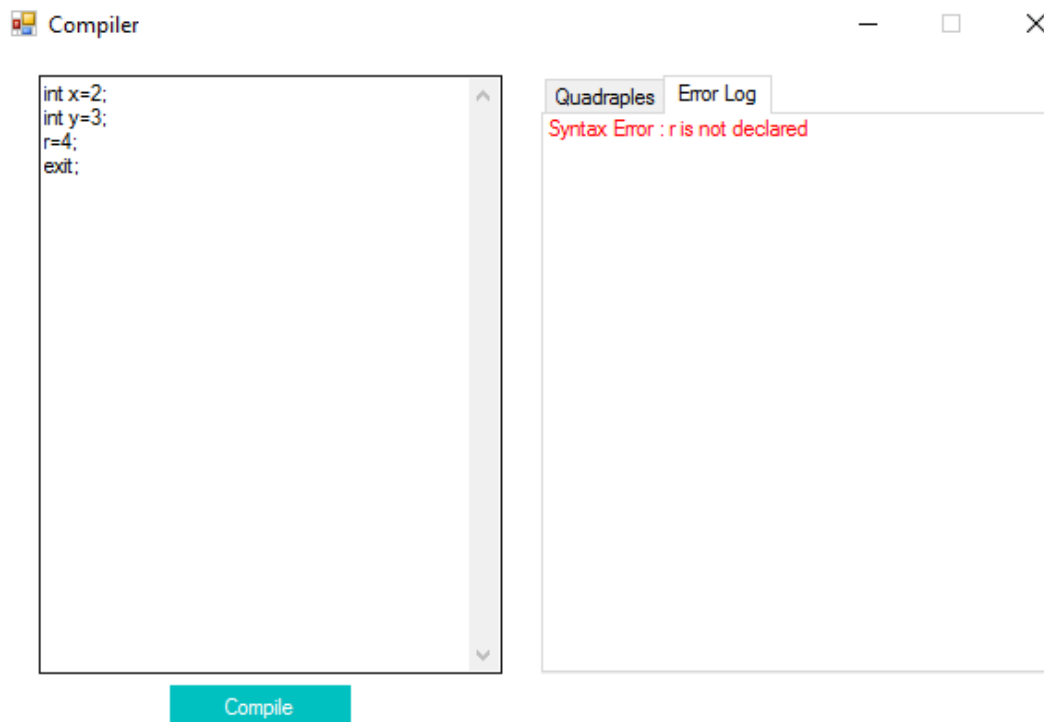 Compiler
int x=2;
int y=3;
r=4;
exit;
Quadraples
Error Log
Syntax Error : r is not declared
Compile